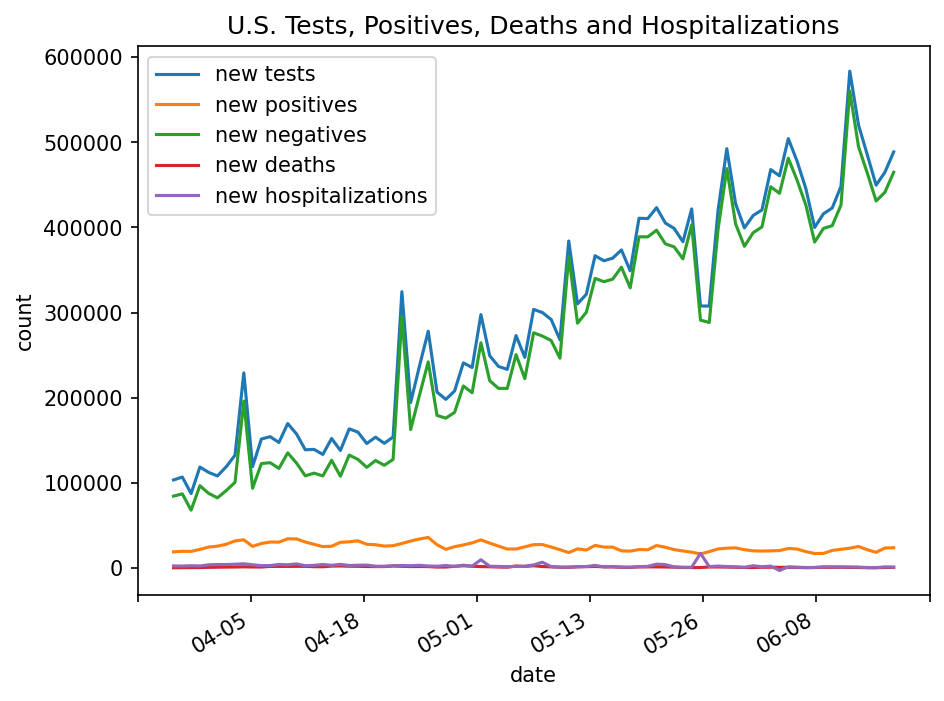 U.S. Tests, Positives, Deaths and Hospitalizations
600000
500000
400000
300000
200000
100000
0
count
new tests
new positives
new negatives
new deaths
new hospitalizations
04-05
04-18
05-01
05-13
05-26
06-08
date